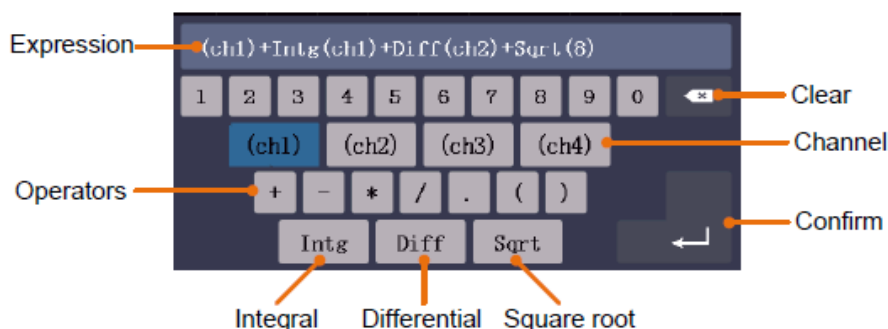 Expression
(ch1)+Intg(ch1)+Diff(ch2)+Sqrt(8)
1 2 3 4 5 6 7 8 9 0
Clear
(ch1) (ch2) (ch3) (ch4)
Channel
Operators
+ - * / . ( )
Confirm
Intg Diff Sqrt
Integral Differential Square root